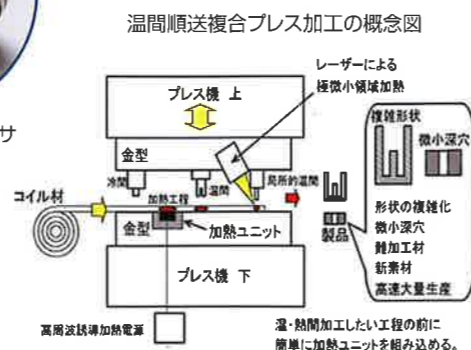 温間順送複合プレス加工の概念図
サ
レーザーによる
極微小領域加熱
プレス機 上
金型
冷間
温間
局所的温間
加熱工程
コイル材
金型
加熱ユニット
プレス機 下
高周波誘導加熱電源
製品
複雑形状
微小深穴
形状の複雑化
微小深穴
難加工材
新素材
高速大量生産
温・熱間加工したい工程の前に
簡単に加熱ユニットを組み込める。